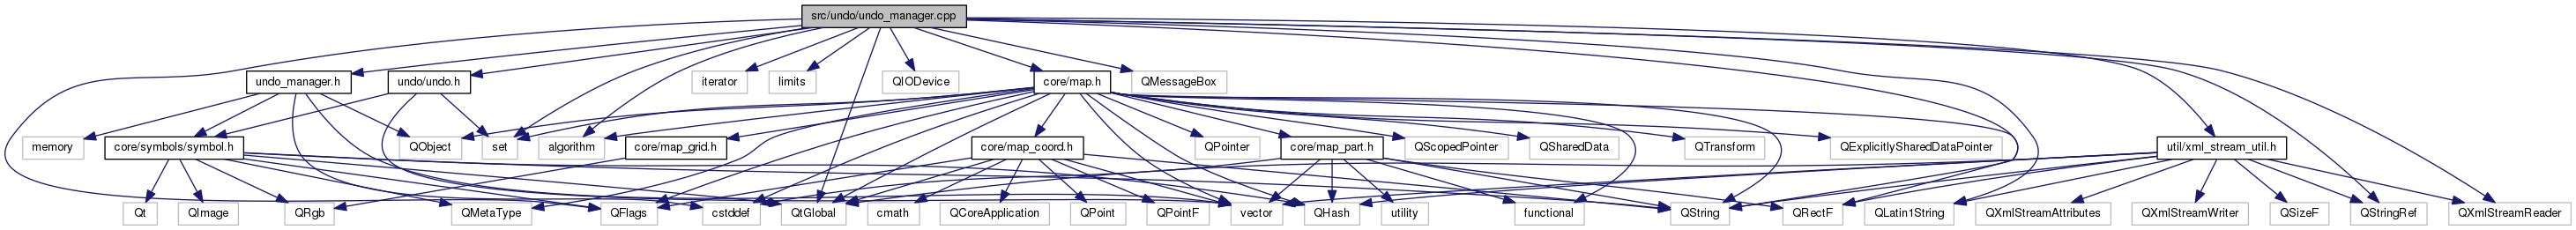 src/undo/undo_manager.cpp
undo_manager.h
undo/undo.h
iterator
limits
QIODevice
core/map.h
QMessageBox
memory
core/symbols/symbol.h
QObject
set
algorithm
core/map_grid.h
core/map_coord.h
QPointer
core/map_part.h
QScopedPointer
QSharedData
QTransform
QExplicitlySharedDataPointer
util/xml_stream_util.h
Qt
QImage
QRgb
QMetaType
QFlags
cstddef
QtGlobal
cmath
QCoreApplication
QPoint
QPointF
vector
QHash
utility
functional
QString
QRectF
QLatin1String
QXmlStreamAttributes
QXmlStreamWriter
QSizeF
QStringRef
QXmlStreamReader